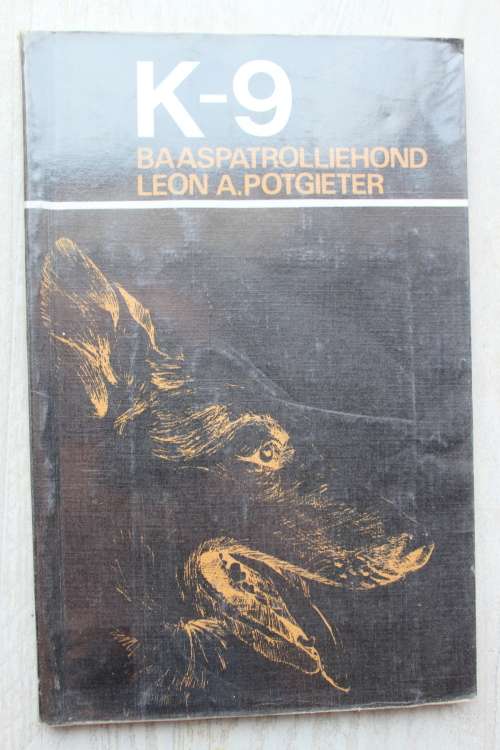 K-9
BAASPATROLLIEHOND
LEON A.POTGIETER